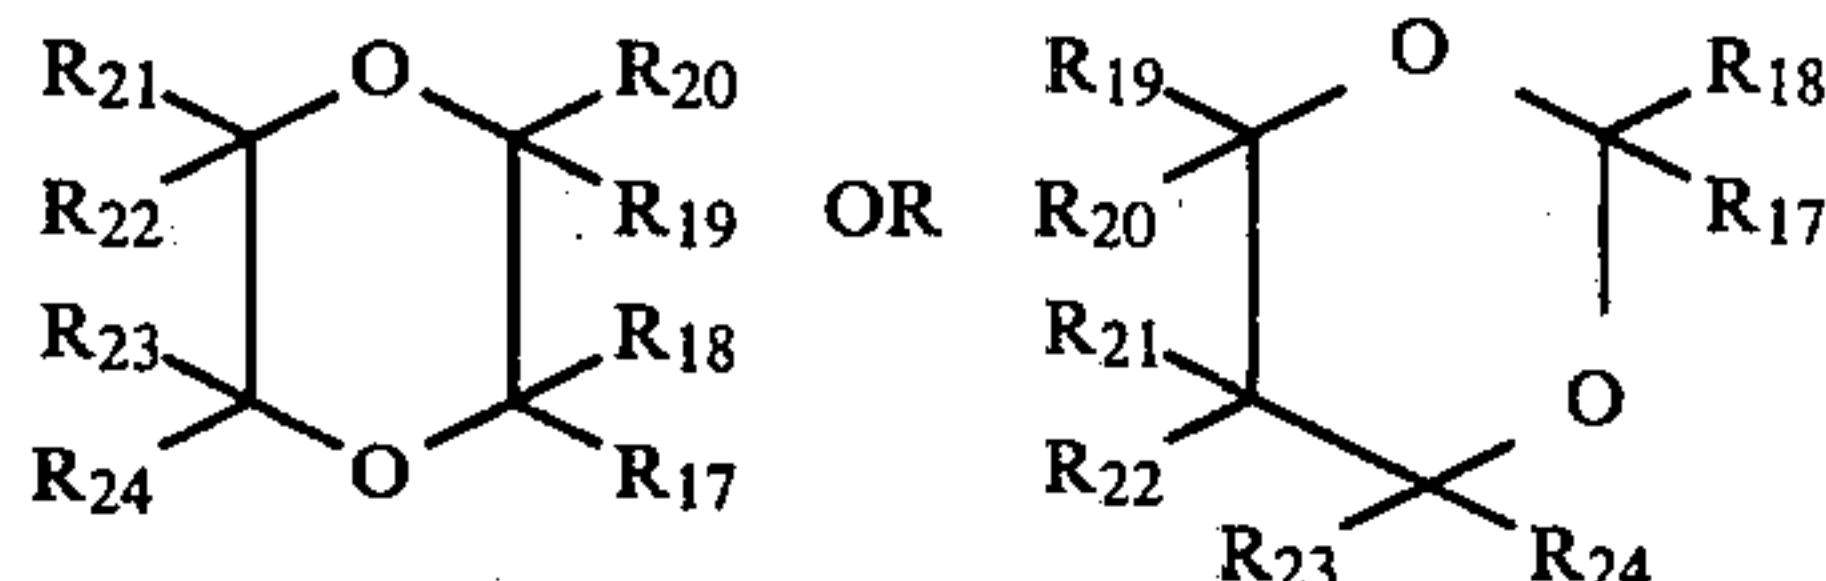 R21 O R20 R19 O R18
R22 R19 OR R20 R17
R23 R18 R21 O
R24 O R17 R22
R23 R24